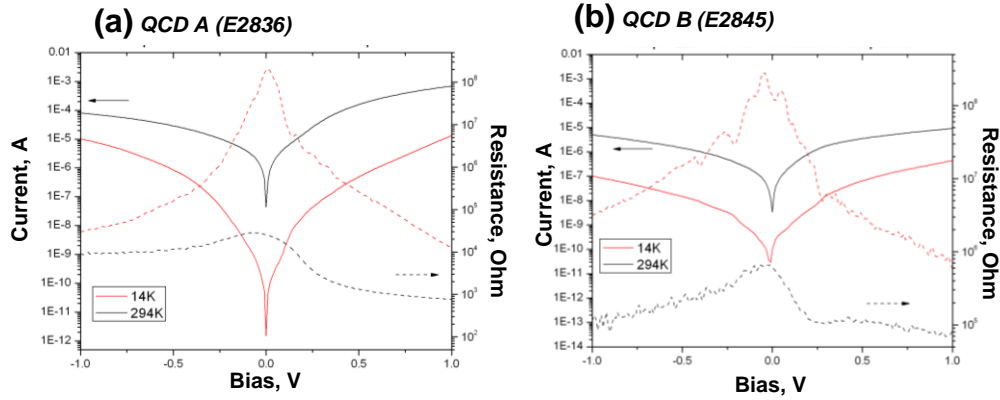 (a) QCD A (E2836)
0.01
1E-3
1E-4
1E-5
1E-6
1E-7
1E-8
1E-9
1E-10
1E-11
1E-12
Current, A
14K
294K
10⁸
10⁷
10⁶
10⁵
10⁴
10³
10²
Resistance, Ohm
-1.0 -0.5 0.0 0.5 1.0
Bias, V
(b) QCD B (E2845)
0.01
1E-3
1E-4
1E-5
1E-6
1E-7
1E-8
1E-9
1E-10
1E-11
1E-12
1E-13
1E-14
Current, A
14K
294K
10⁸
10⁷
10⁶
10⁵
Resistance, Ohm
-1.0 -0.5 0.0 0.5 1.0
Bias, V